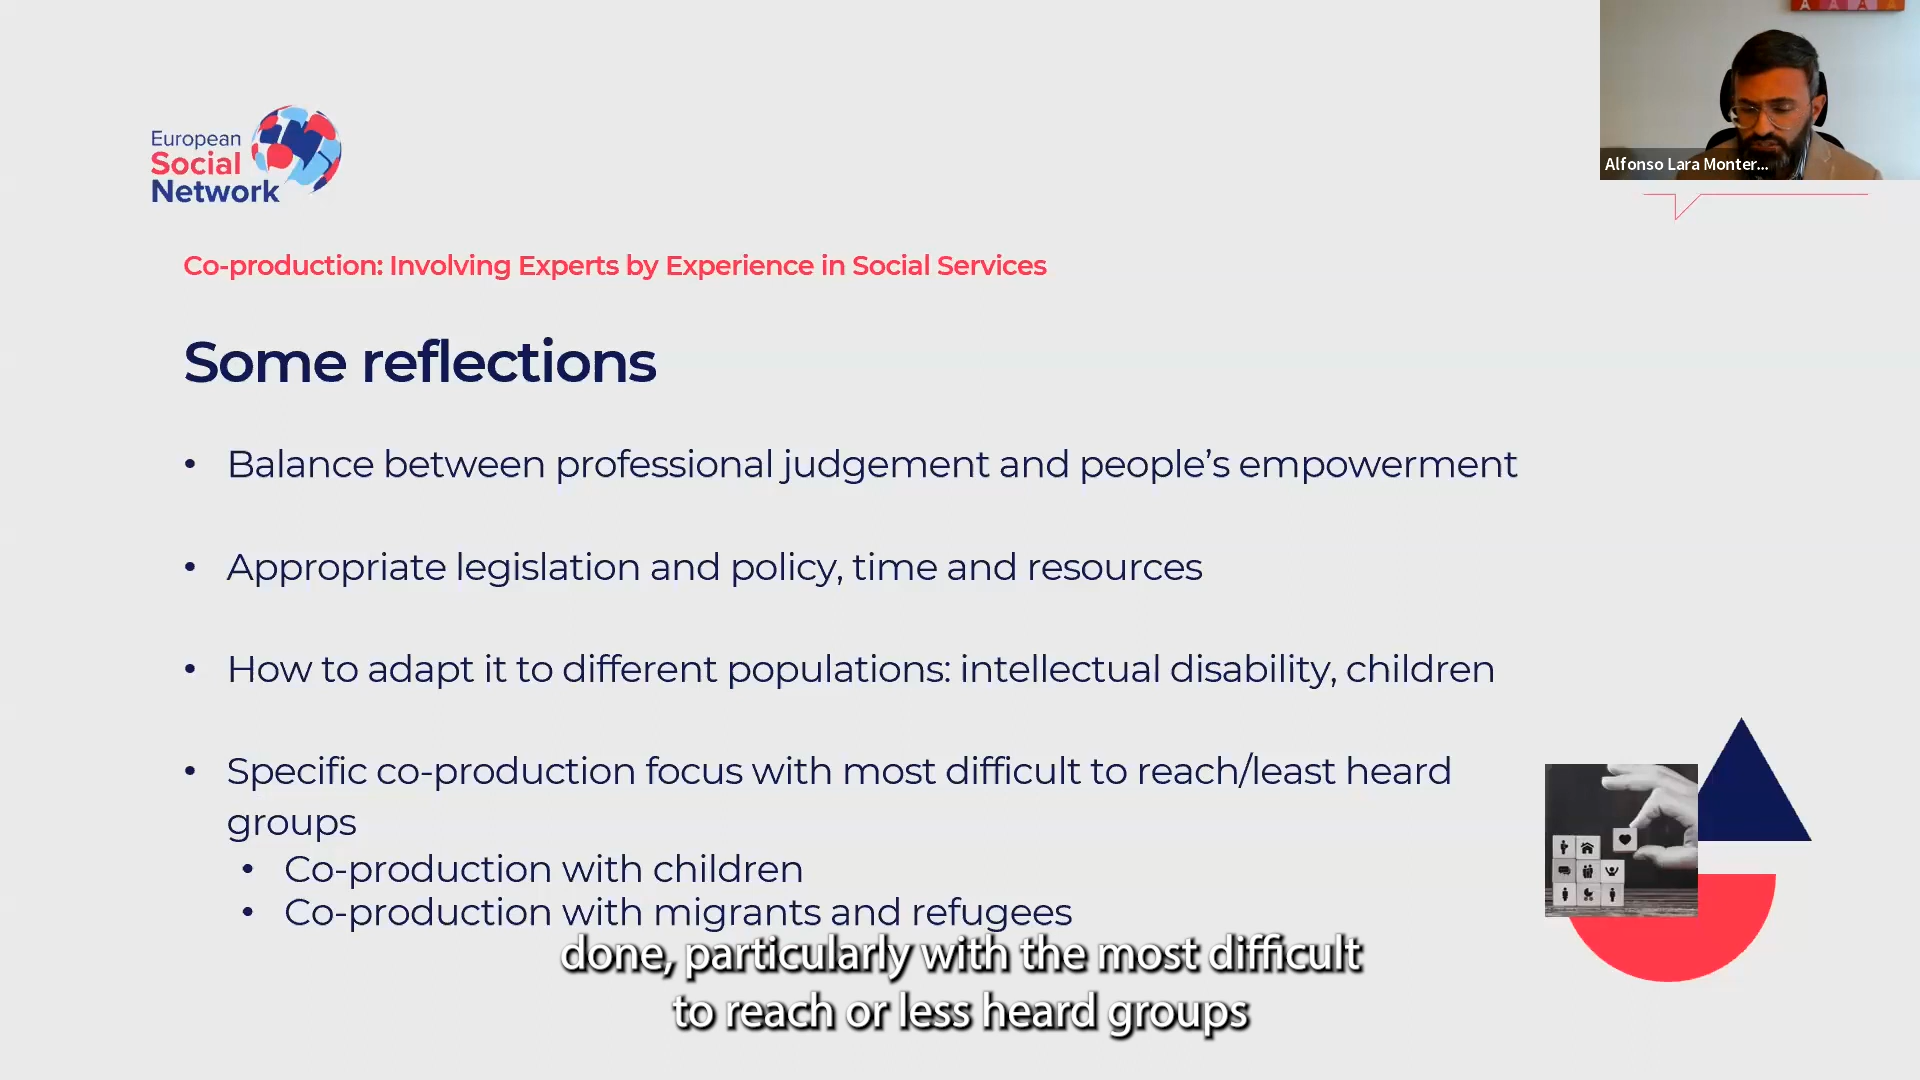 European
Social
Network
Alfonso Lara Monter...
Co-production: Involving Experts by Experience in Social Services
Some reflections
• Balance between professional judgement and people’s empowerment
• Appropriate legislation and policy, time and resources
• How to adapt it to different populations: intellectual disability, children
• Specific co-production focus with most difficult to reach/least heard
groups
• Co-production with children
• Co-production with migrants and refugees
done, particularly with the most difficult
to reach or less heard groups